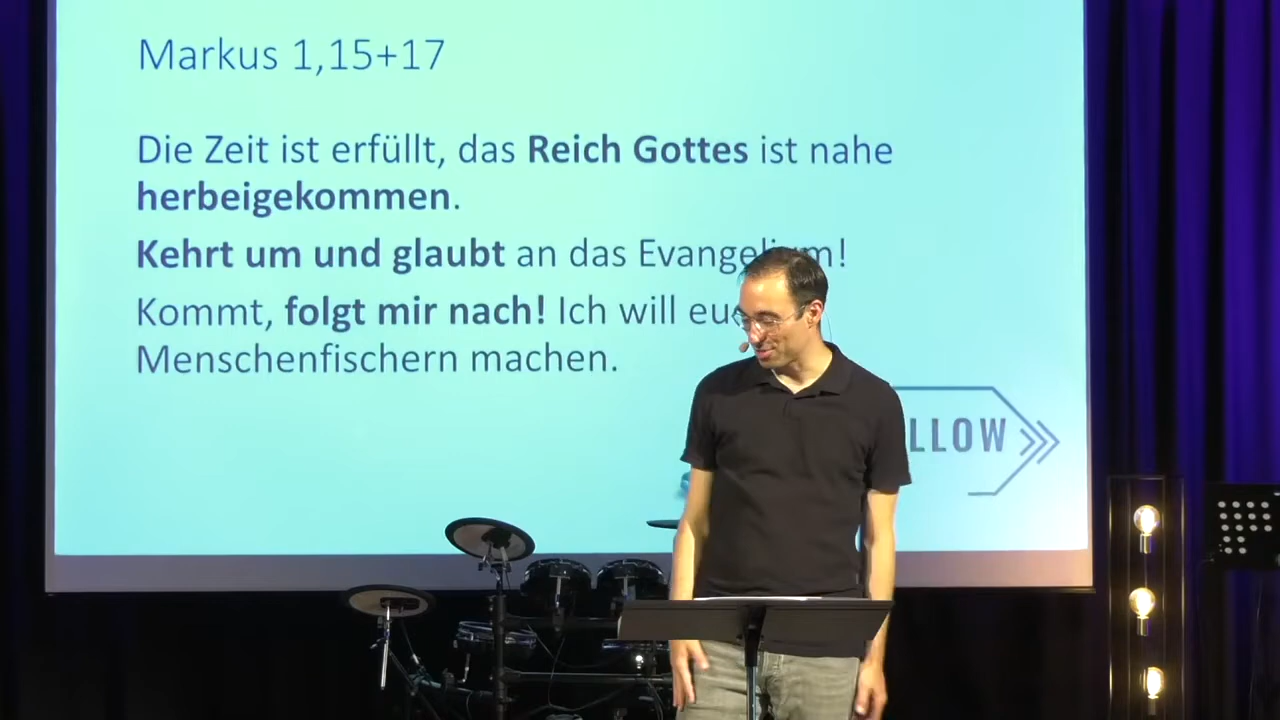 Markus 1,15+17
Die Zeit ist erfüllt, das Reich Gottes ist nahe
herbeigekommen.
Kehrt um und glaubt an das Evangelium!
Kommt, folgt mir nach! Ich will eu
Menschenfischern machen.
LLOW